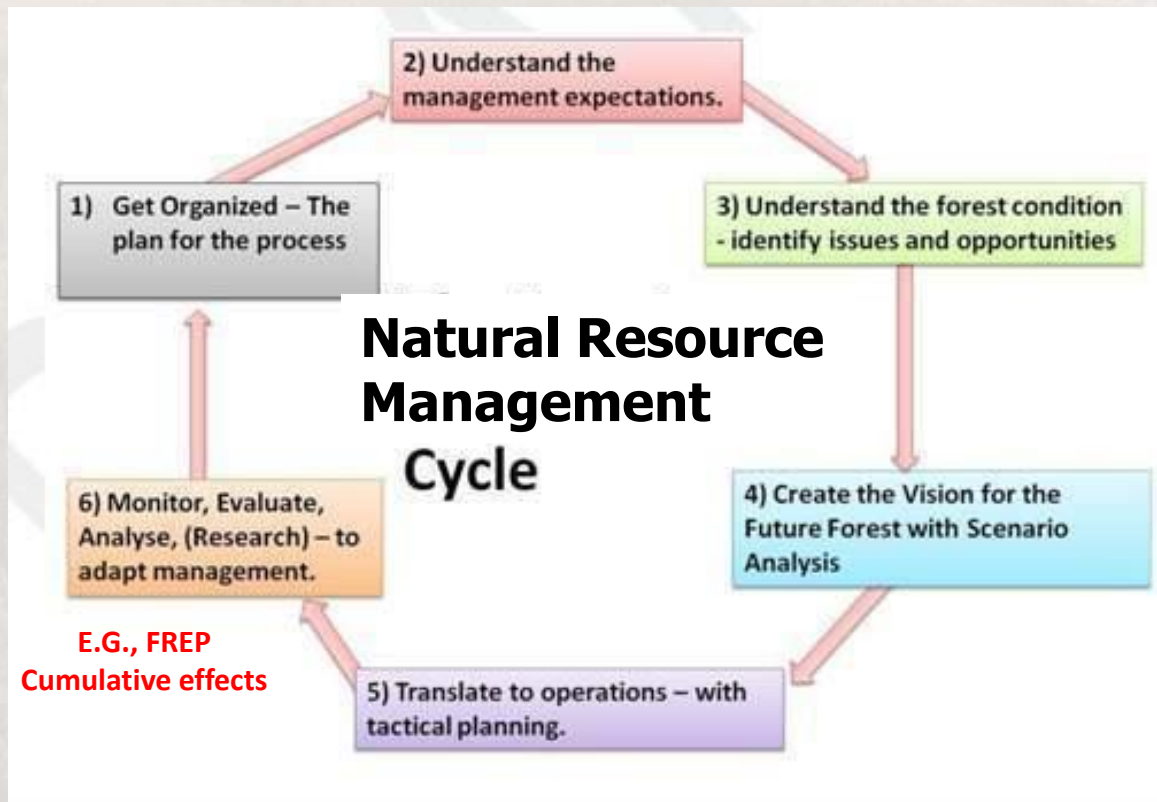 2) Understand the
management expectations.
1) Get Organized – The
plan for the process
3) Understand the forest condition
- identify issues and opportunities
Natural Resource
Management
Cycle
4) Create the Vision for the
Future Forest with Scenario
Analysis
6) Monitor, Evaluate,
Analyse, (Research) – to
adapt management.
E.G., FREP
Cumulative effects
5) Translate to operations – with
tactical planning.